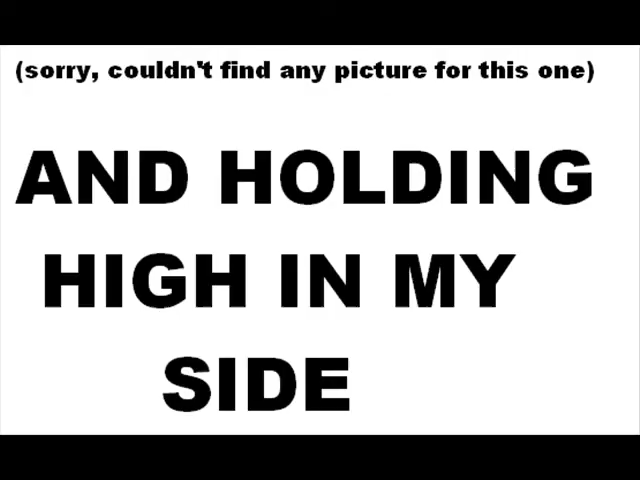 (sorry, couldn't find any picture for this one)
AND HOLDING
HIGH IN MY
SIDE